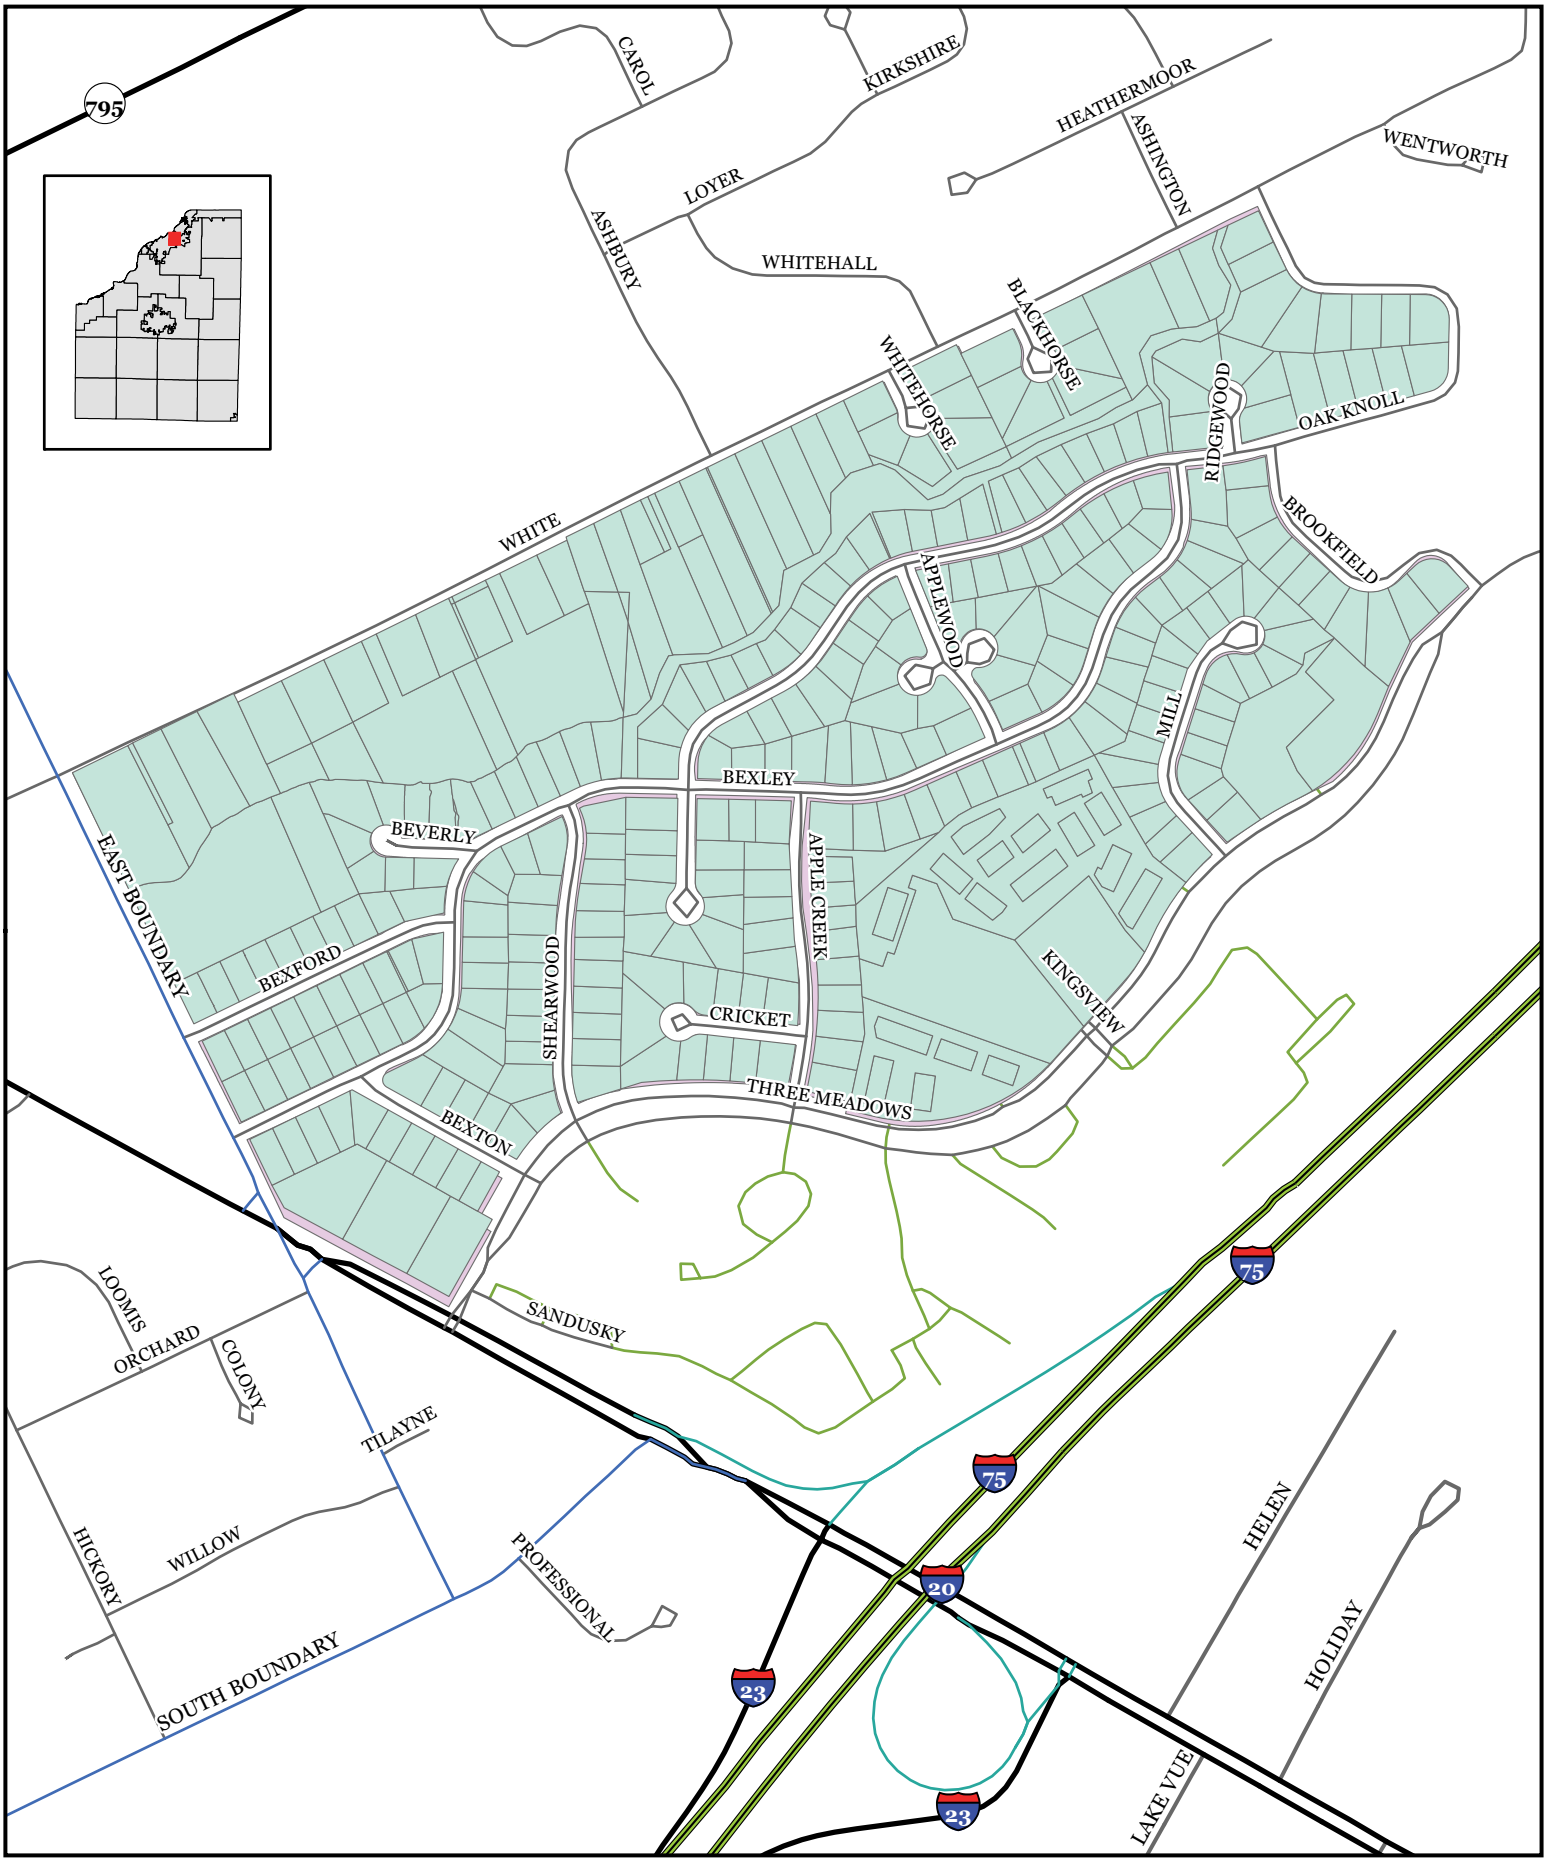 795
CAROL
KIRKSHIRE
HEATHERMOOR
ASHINGTON
WENTWORTH
LOYER
ASHBURY
WHITEHALL
BLACKHORSE
WHITEHORSE
RIDGEWOOD
OAK KNOLL
BROOKFIELD
WHITE
APPLEWOOD
MILL
BEXLEY
BEVERLY
APPLE CREEK
EAST BOUNDARY
BEXFORD
SHEARWOOD
CRICKET
KINGSVIEW
THREE MEADOWS
BEXTON
75
LOOMIS
ORCHARD
COLONY
SANDUSKY
TILAYNE
75
HELEN
HICKORY
WILLOW
PROFESSIONAL
20
SOUTH BOUNDARY
HOLIDAY
23
LAKE VUE
23